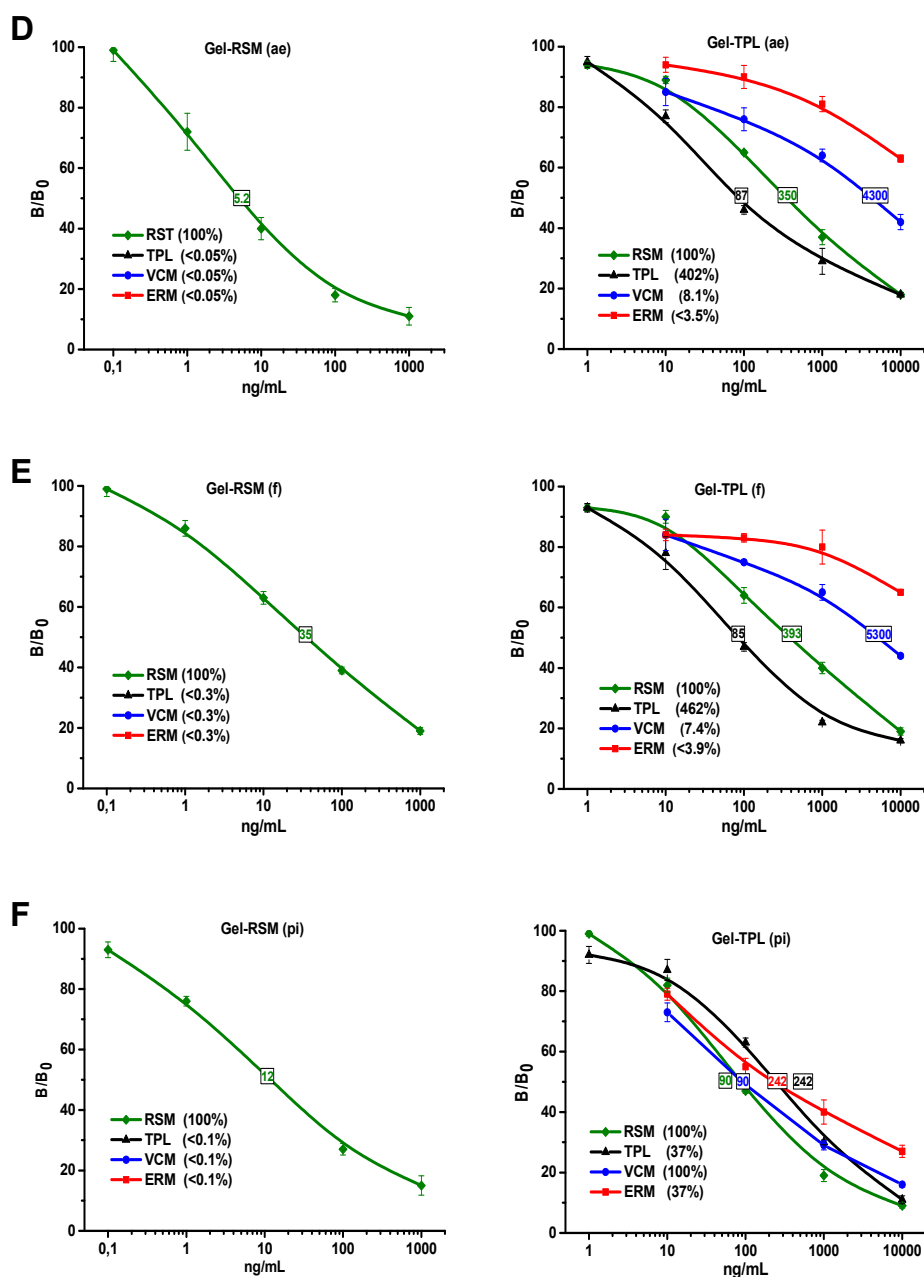 D
Gel-RSM (ae)
100
80
60
40
20
0
B/B0
5.2
RST (100%)
TPL (<0.05%)
VCM (<0.05%)
ERM (<0.05%)
0,1 1 10 100 1000
ng/mL
Gel-TPL (ae)
100
80
60
40
20
0
B/B0
87 350 4300
RSM (100%)
TPL (402%)
VCM (8.1%)
ERM (<3.5%)
1 10 100 1000 10000
ng/mL
E
Gel-RSM (f)
100
80
60
40
20
0
B/B0
35
RSM (100%)
TPL (<0.3%)
VCM (<0.3%)
ERM (<0.3%)
0,1 1 10 100 1000
ng/mL
Gel-TPL (f)
100
80
60
40
20
0
B/B0
85 393 5300
RSM (100%)
TPL (462%)
VCM (7.4%)
ERM (<3.9%)
1 10 100 1000 10000
ng/mL
F
Gel-RSM (pi)
100
80
60
40
20
0
B/B0
12
RSM (100%)
TPL (<0.1%)
VCM (<0.1%)
ERM (<0.1%)
0,1 1 10 100 1000
ng/mL
Gel-TPL (pi)
100
80
60
40
20
0
B/B0
90 90 242 242
RSM (100%)
TPL (37%)
VCM (100%)
ERM (37%)
1 10 100 1000 10000
ng/mL